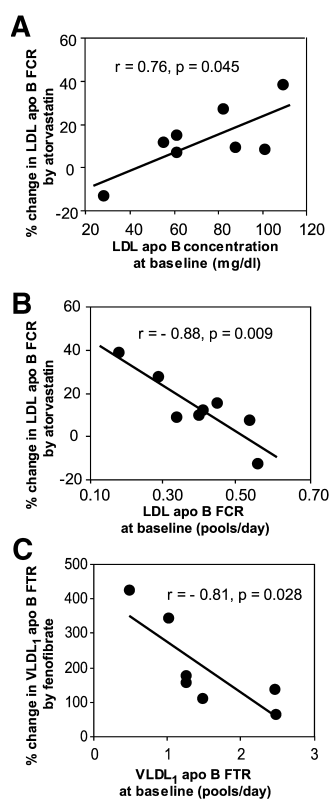 A
60
40
20
0
-20
r = 0.76, p = 0.045
% change in LDL apo B FCR
by atorvastatin
20 40 60 80 100 120
LDL apo B concentration
at baseline (mg/dl)
B
60
40
20
0
-20
r = - 0.88, p = 0.009
% change in LDL apo B FCR
by atorvastatin
0.10 0.30 0.50 0.70
LDL apo B FCR
at baseline (pools/day)
C
500
400
300
200
100
0
r = - 0.81, p = 0.028
% change in VLDL₁ apo B FTR
by fenofibrate
0 1 2 3
VLDL₁ apo B FTR
at baseline (pools/day)